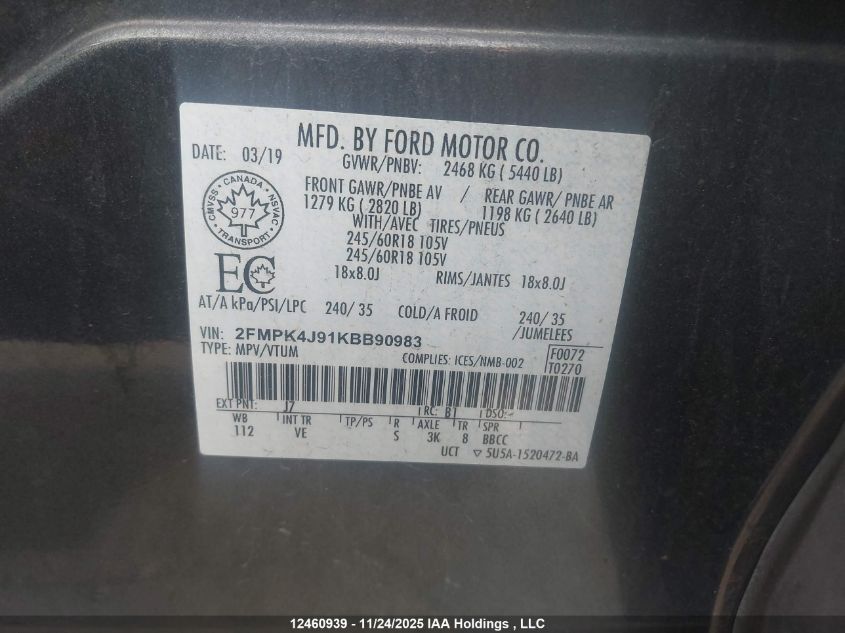 MFD. BY FORD MOTOR CO.
DATE: 03/19 GVWR/PNBV: 2468 KG ( 5440 LB)
FRONT GAWR/PNBE AV / REAR GAWR/ PNBE AR
1279 KG ( 2820 LB) 1198 KG ( 2640 LB)
WITH/AVEC TIRES/PNEUS
245/60R18 105V
245/60R18 105V
18x8.0J RIMS/JANTES 18x8.0J
CANADA
CMVSS 977 NSVAC
TRANSPORT
EC
AT/A kPa/PSI/LPC 240/ 35 COLD/A FROID 240/ 35
/JUMELEES
VIN: 2FMPK4J91KBB90983
TYPE: MPV/VTUM COMPLIES: ICES/NMB-002
F0072
T0270
EXT PNT: J7 RC: B1 DSO:
WB INT TR TP/PS R AXLE TR SPR
112 VE S 3K 8 BBCC
UCT ▽ 5U5A-1520472-BA
12460939 - 11/24/2025 IAA Holdings , LLC